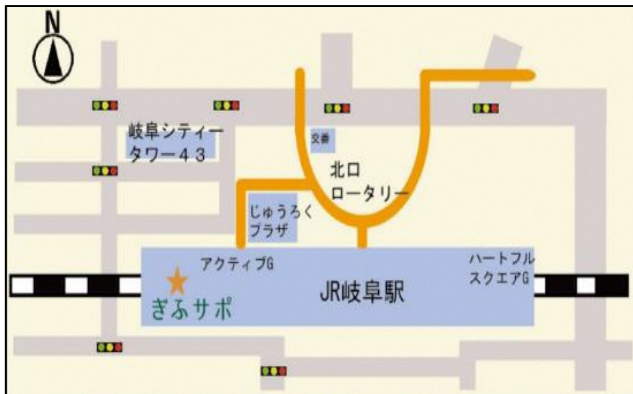 N
岐阜シティー
タワー43
交番
北口
ロータリー
じゅうろく
プラザ
アクティブG
ハートフル
スクエアG
JR岐阜駅
ぎふサポ